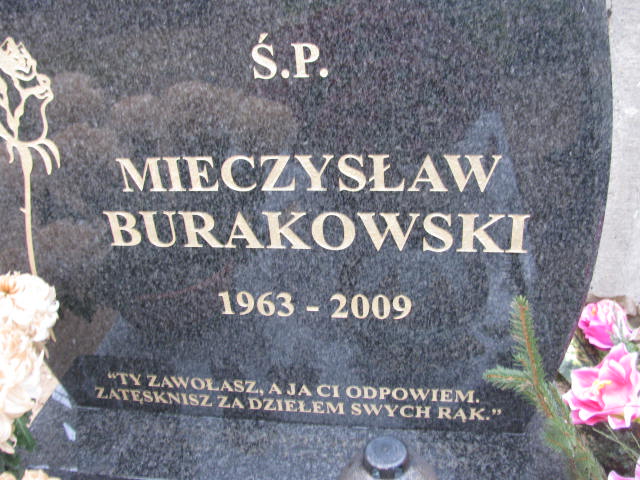 Ś.P.
MIECZYSŁAW
BURAKOWSKI
1963 - 2009
“TY ZAWOŁASZ, A JA CI ODPOWIEM.
ZATĘSKNISZ ZA DZIEŁEM SWYCH RĄK.”